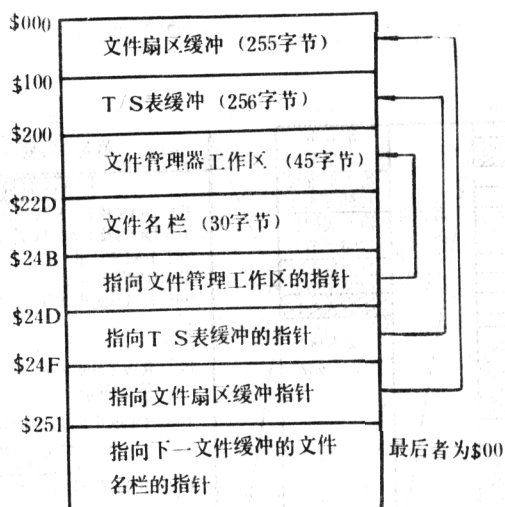 $000
文件扇区缓冲（255字节）
$100
T/S表缓冲（256字节）
$200
文件管理器工作区（45字节）
$22D
文件名栏（30字节）
$24B
指向文件管理工作区的指针
$24D
指向T S表缓冲的指针
$24F
指向文件扇区缓冲指针
$251
指向下一文件缓冲的文件
名栏的指针
最后者为$00